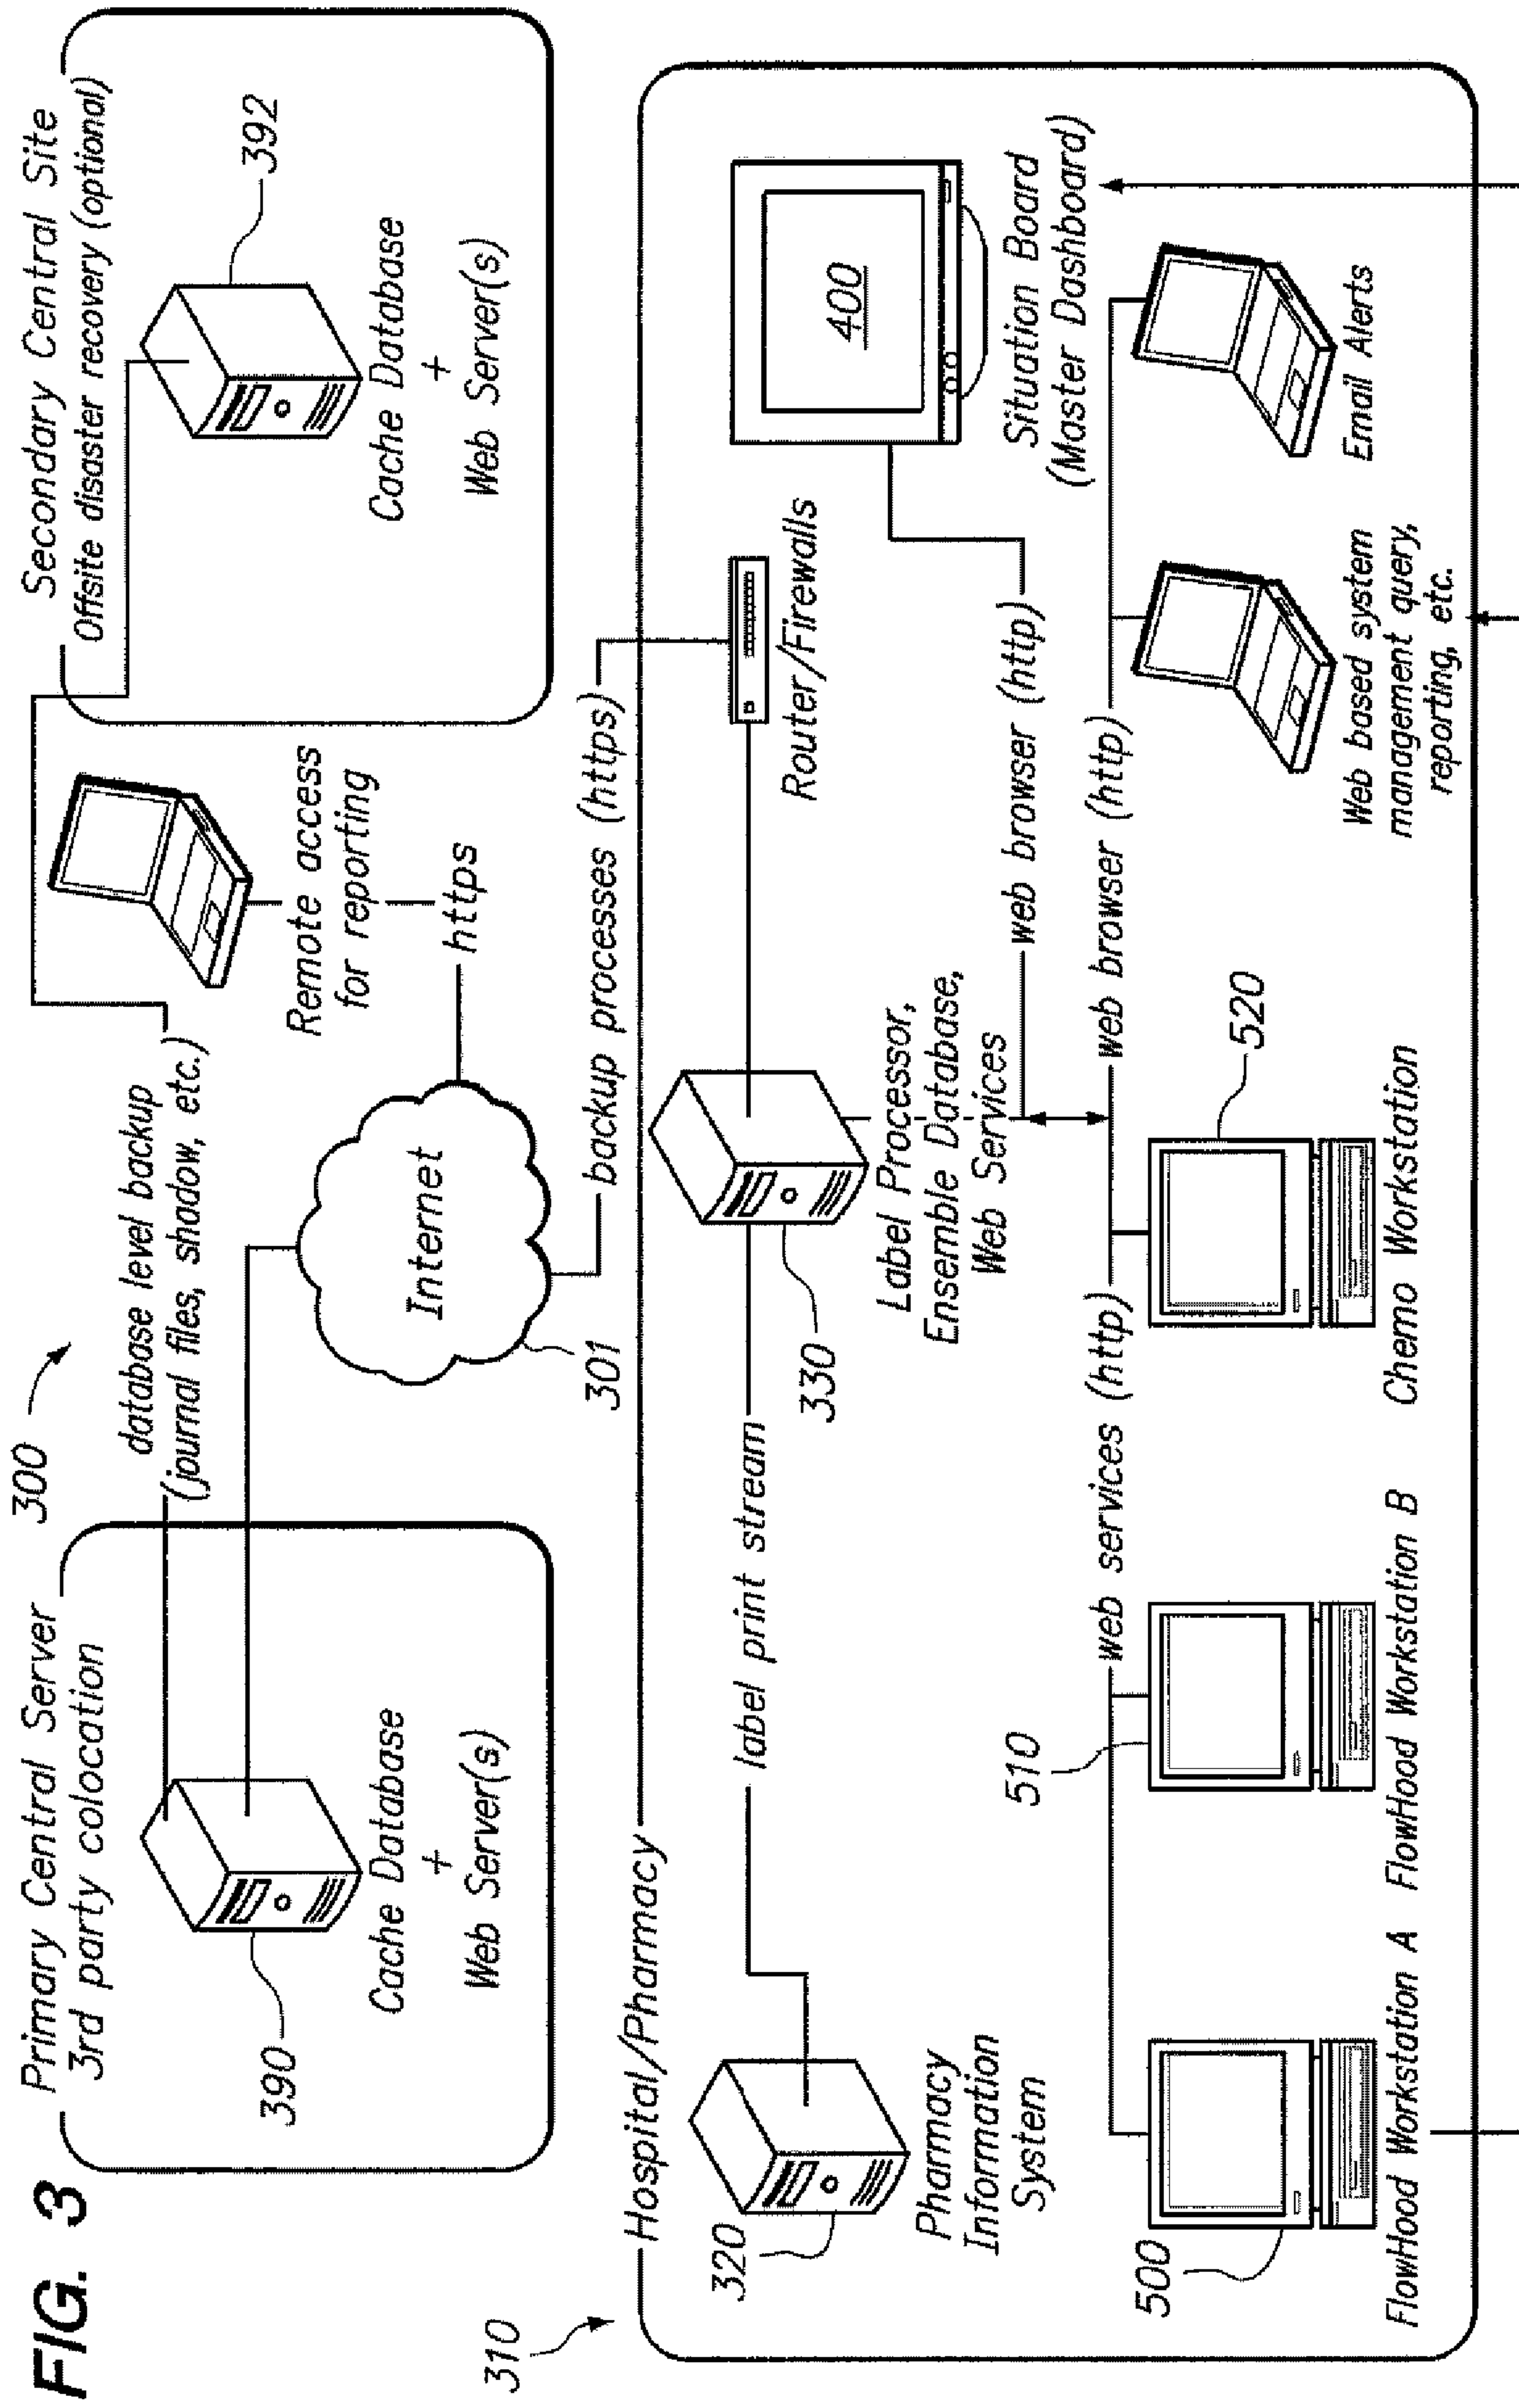 FIG. 3
300
Primary Central Server
3rd party colocation
390
Cache Database
+
Web Server(s)
database level backup
(journal files, shadow, etc.)
Secondary Central Site
Offsite disaster recovery (optional)
392
Cache Database
+
Web Server(s)
Remote access
for reporting
https
Internet
301
backup processes (https)
310
Hospital/Pharmacy
320
Pharmacy
Information
System
label print stream
330
Label Processor,
Ensemble Database,
Web Services
Router/Firewalls
400
Situation Board
(Master Dashboard)
web browser (http)
web services (http)
web browser (http)
500
FlowHood Workstation A
510
FlowHood Workstation B
520
Chemo Workstation
Web based system
management query,
reporting, etc.
Email Alerts